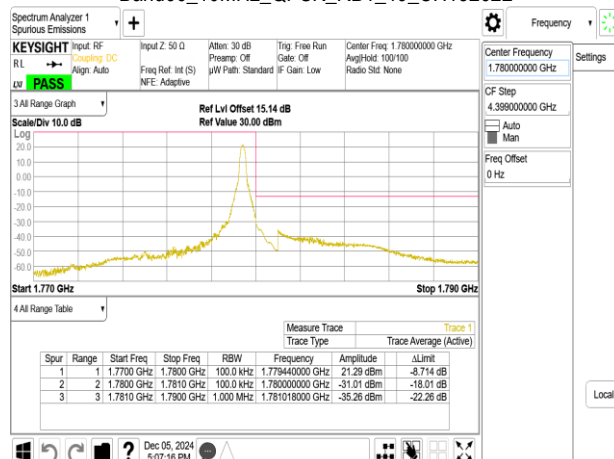 Spectrum Analyzer 1
Spurious Emissions
Frequency
Settings
KEYSIGHT
Input: RF
Coupling: DC
Align: Auto
Input Z: 50 Ω
Freq Ref: Int (S)
NFE: Adaptive
Atten: 30 dB
Preamp: Off
µW Path: Standard
Trig: Free Run
Gate: Off
IF Gain: Low
Center Freq: 1.780000000 GHz
Avg|Hold: 100/100
Radio Std: None
RL
PASS
Center Frequency
1.780000000 GHz
CF Step
4.399000000 GHz
Auto
Man
Freq Offset
0 Hz
Local
3 All Range Graph
Ref Lvl Offset 15.14 dB
Scale/Div 10.0 dB
Ref Value 30.00 dBm
Log
20.0
10.0
0.00
-10.0
-20.0
-30.0
-40.0
-50.0
-60.0
Start 1.770 GHz
Stop 1.790 GHz
4 All Range Table
Measure Trace Trace 1
Trace Type Trace Average (Active)
Spur Range Start Freq Stop Freq RBW Frequency Amplitude ΔLimit
1 1 1.7700 GHz 1.7800 GHz 100.0 kHz 1.779440000 GHz 21.29 dBm -8.714 dB
2 2 1.7800 GHz 1.7810 GHz 100.0 kHz 1.780000000 GHz -31.01 dBm -18.01 dB
3 3 1.7810 GHz 1.7900 GHz 1.000 MHz 1.781018000 GHz -35.26 dBm -22.26 dB
Dec 05, 2024
5:07:16 PM